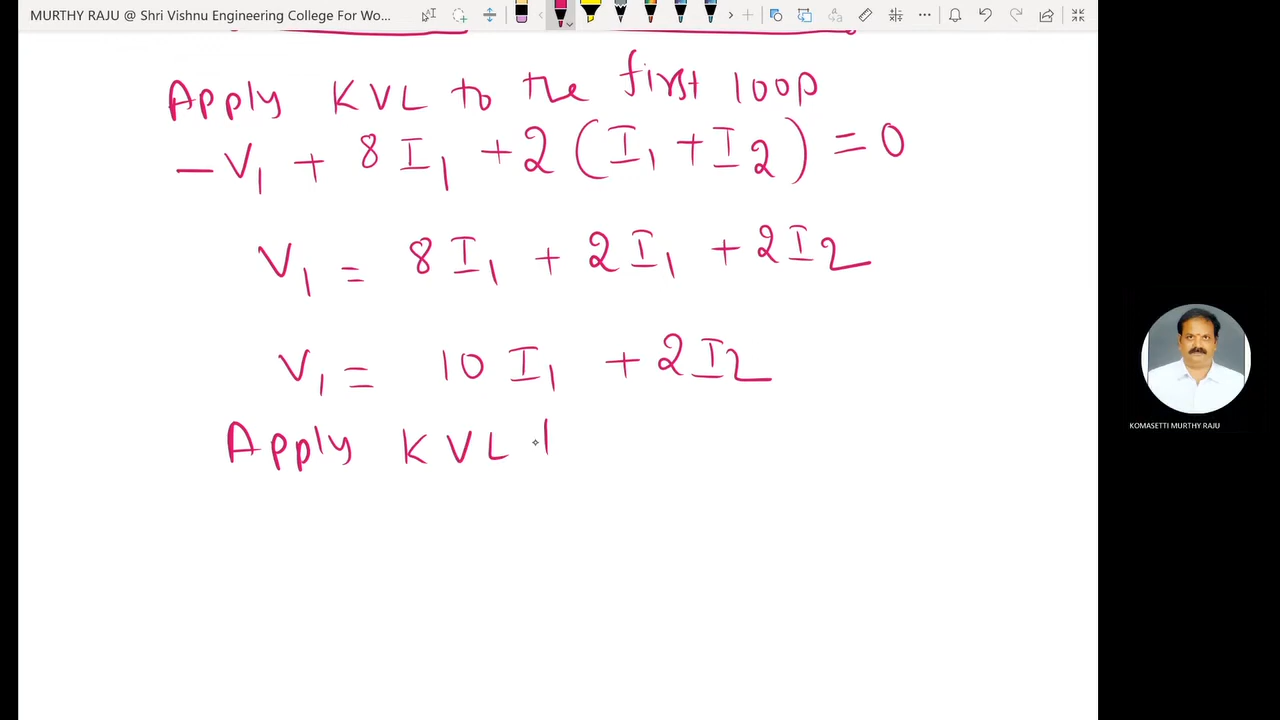 MURTHY RAJU @ Shri Vishnu Engineering College For Wo...
Apply KVL to the first loop
-V₁ + 8I₁ + 2(I₁ + I2) = 0
V₁ = 8I₁ + 2I₁ + 2I2
V₁ = 10I₁ + 2I2
Apply KVL
KOMASETTI MURTHY RAJU